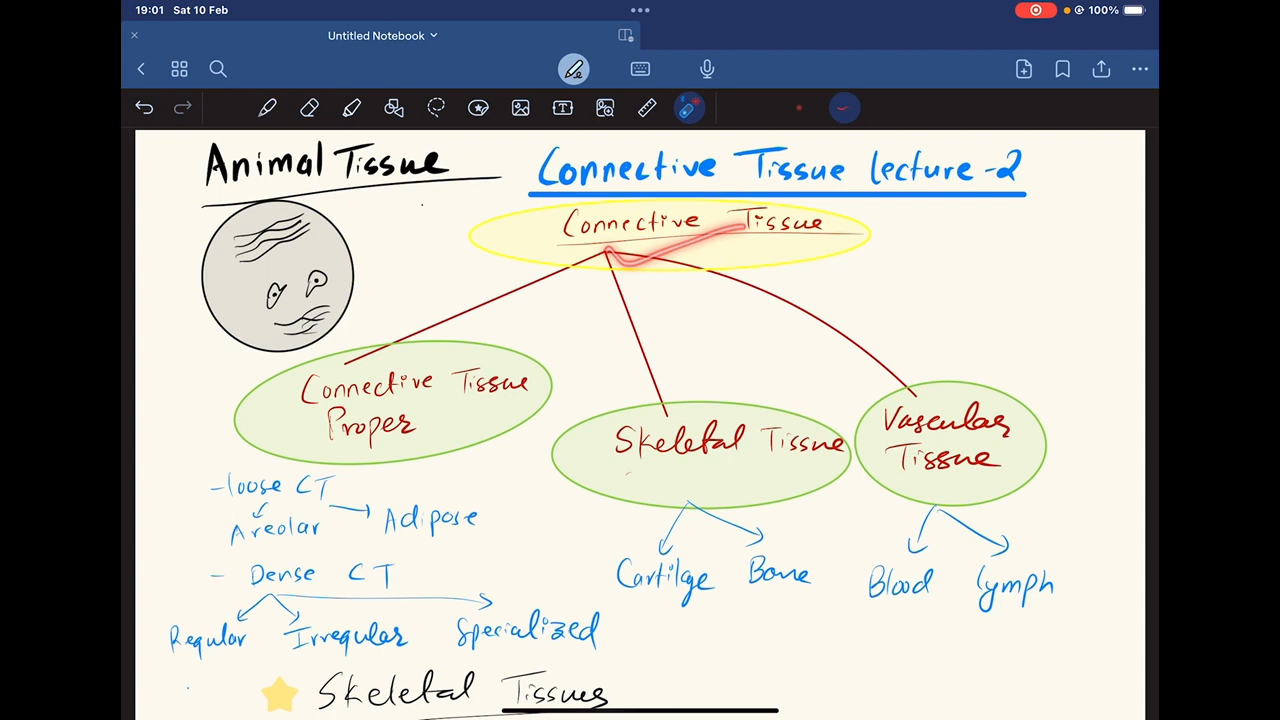 19:01 Sat 10 Feb
100%
Untitled Notebook
Animal Tissue
Connective Tissue lecture -2
Connective Tissue
Connective Tissue
Proper
Skeletal Tissue
Vascular
Tissue
- loose CT
Areolar
Adipose
- Dense CT
Regular
Irregular
Specialized
Cartilge
Bone
Blood
lymph
Skeletal Tissues